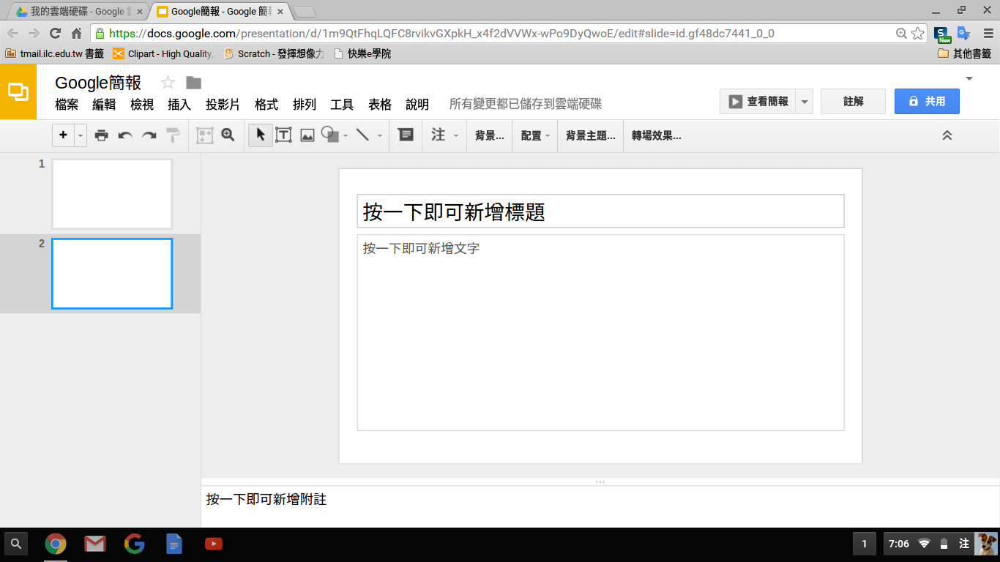 我的雲端硬碟 - Google
Google簡報 - Google 簡
https://docs.google.com/presentation/d/1m9QtFhqLQFC8rvikvGXpkH_x4f2dVVWx-wPo9DyQwoE/edit#slide=id.gf48dc7441_0_0
S New G
tmail.ilc.edu.tw 書籤 Clipart - High Quality, Scratch - 發揮想像力 快樂e學院 其他書籤
Google簡報
檔案 編輯 檢視 插入 投影片 格式 排列 工具 表格 說明 所有變更都已儲存到雲端硬碟
查看簡報 註解 共用
注 背景... 配置 背景主題... 轉場效果...
1
2
按一下即可新增標題
按一下即可新增文字
按一下即可新增附註
1 7:06 注